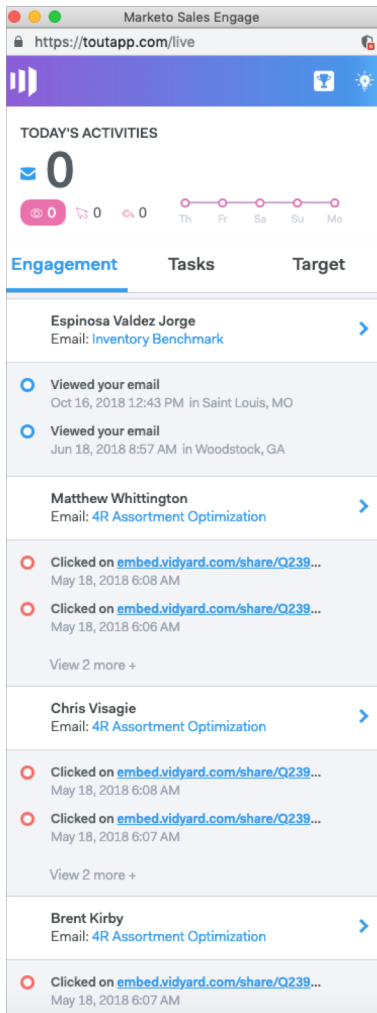 Marketo Sales Engage
https://toutapp.com/live
TODAY'S ACTIVITIES
0
0 0 0
Th Fr Sa Su Mo
Engagement Tasks Target
Espinosa Valdez Jorge
Email: Inventory Benchmark
Viewed your email
Oct 16, 2018 12:43 PM in Saint Louis, MO
Viewed your email
Jun 18, 2018 8:57 AM in Woodstock, GA
Matthew Whittington
Email: 4R Assortment Optimization
Clicked on embed.vidyard.com/share/Q239...
May 18, 2018 6:08 AM
Clicked on embed.vidyard.com/share/Q239...
May 18, 2018 6:06 AM
View 2 more +
Chris Visagie
Email: 4R Assortment Optimization
Clicked on embed.vidyard.com/share/Q239...
May 18, 2018 6:08 AM
Clicked on embed.vidyard.com/share/Q239...
May 18, 2018 6:07 AM
View 2 more +
Brent Kirby
Email: 4R Assortment Optimization
Clicked on embed.vidyard.com/share/Q239...
May 18, 2018 6:07 AM